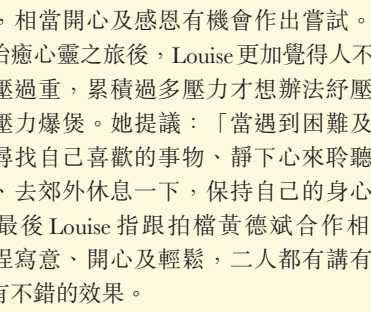 ，相當開心及感恩有機會作出嘗試。
治癒心靈之旅後，Louise 更加覺得人不
壓過重，累積過多壓力才想辦法紓壓
壓力爆煲。她提議：「當遇到困難及
尋找自己喜歡的事物、靜下心來聆聽
、去郊外休息一下，保持自己的身心
最後 Louise 指跟拍檔黃德斌合作相
程寫意、開心及輕鬆，二人都有講有
有不錯的效果。